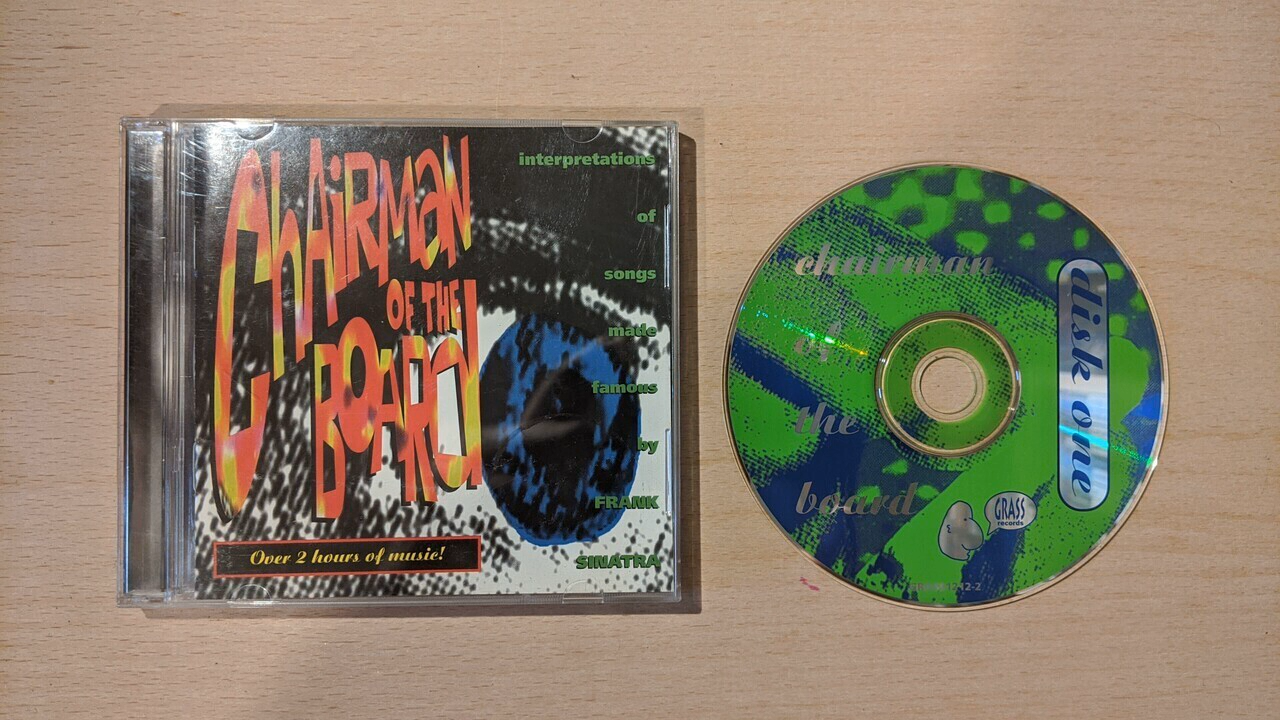 ChAiRMaN
OF THE
BOARd
interpretations
of
songs
made
famous
by
FRANK
SINATRA
Over 2 hours of music!
chairman
of
the
board
disk one
GRASS
records